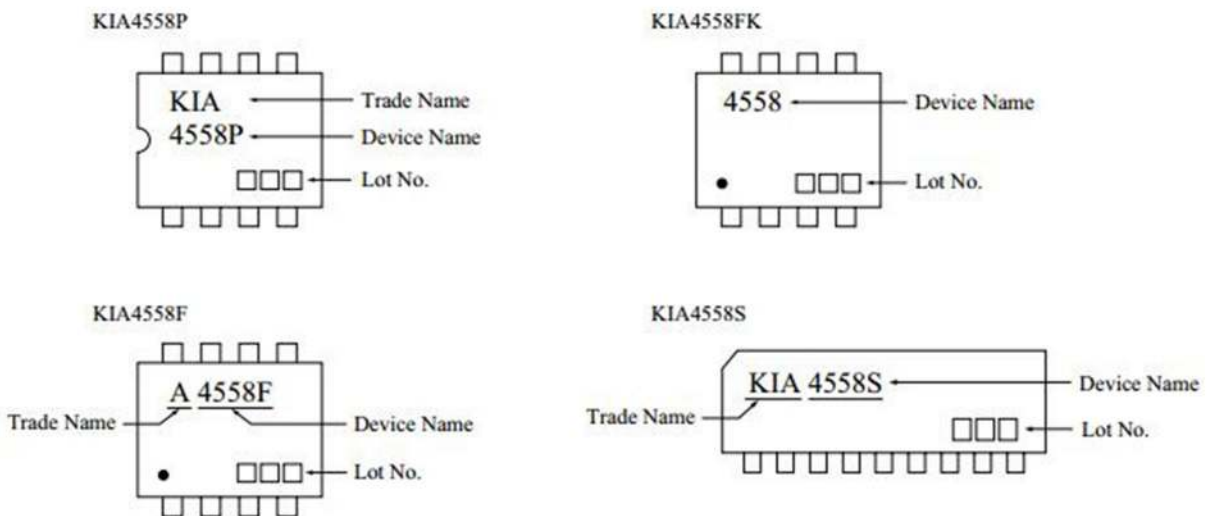 KIA4558P
KIA
Trade Name
4558P
Device Name
Lot No.
KIA4558FK
4558
Device Name
Lot No.
KIA4558F
A 4558F
Trade Name
Device Name
Lot No.
KIA4558S
KIA 4558S
Device Name
Trade Name
Lot No.